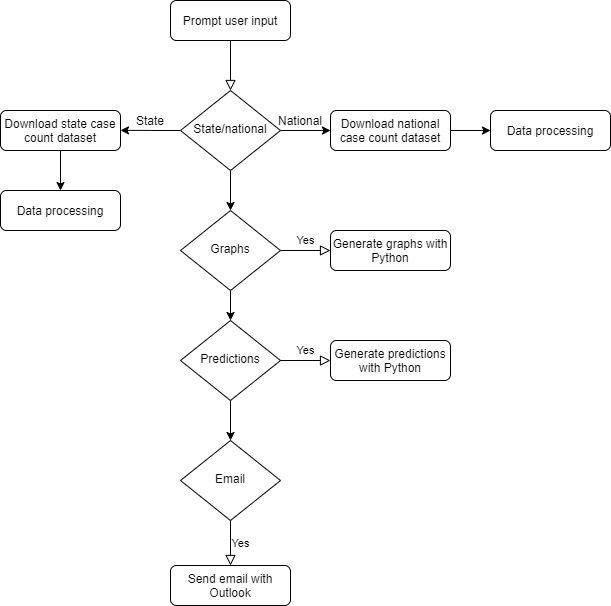 Prompt user input
State
State/national
National
Download state case
count dataset
Download national
case count dataset
Data processing
Data processing
Graphs
Yes
Generate graphs with
Python
Predictions
Yes
Generate predictions
with Python
Email
Yes
Send email with
Outlook